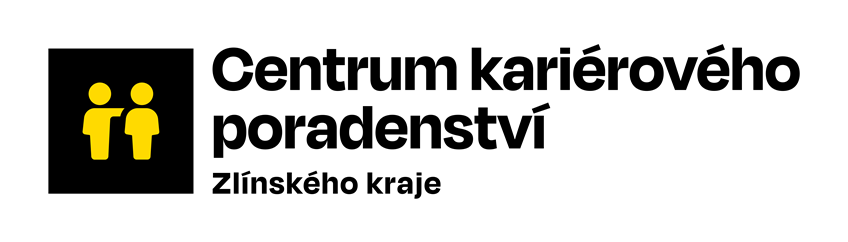 Centrum kariérového
poradenství
Zlínského kraje